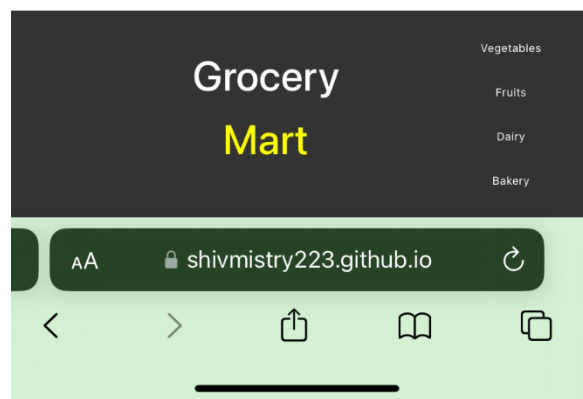 Grocery
Mart
Vegetables
Fruits
Dairy
Bakery
AA shivmistry223.github.io